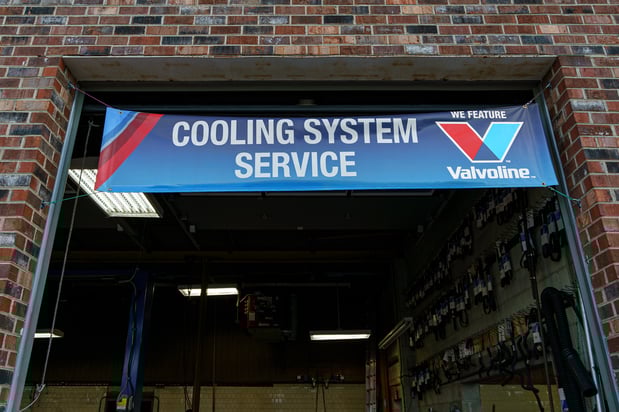 COOLING SYSTEM
SERVICE
WE FEATURE
Valvoline